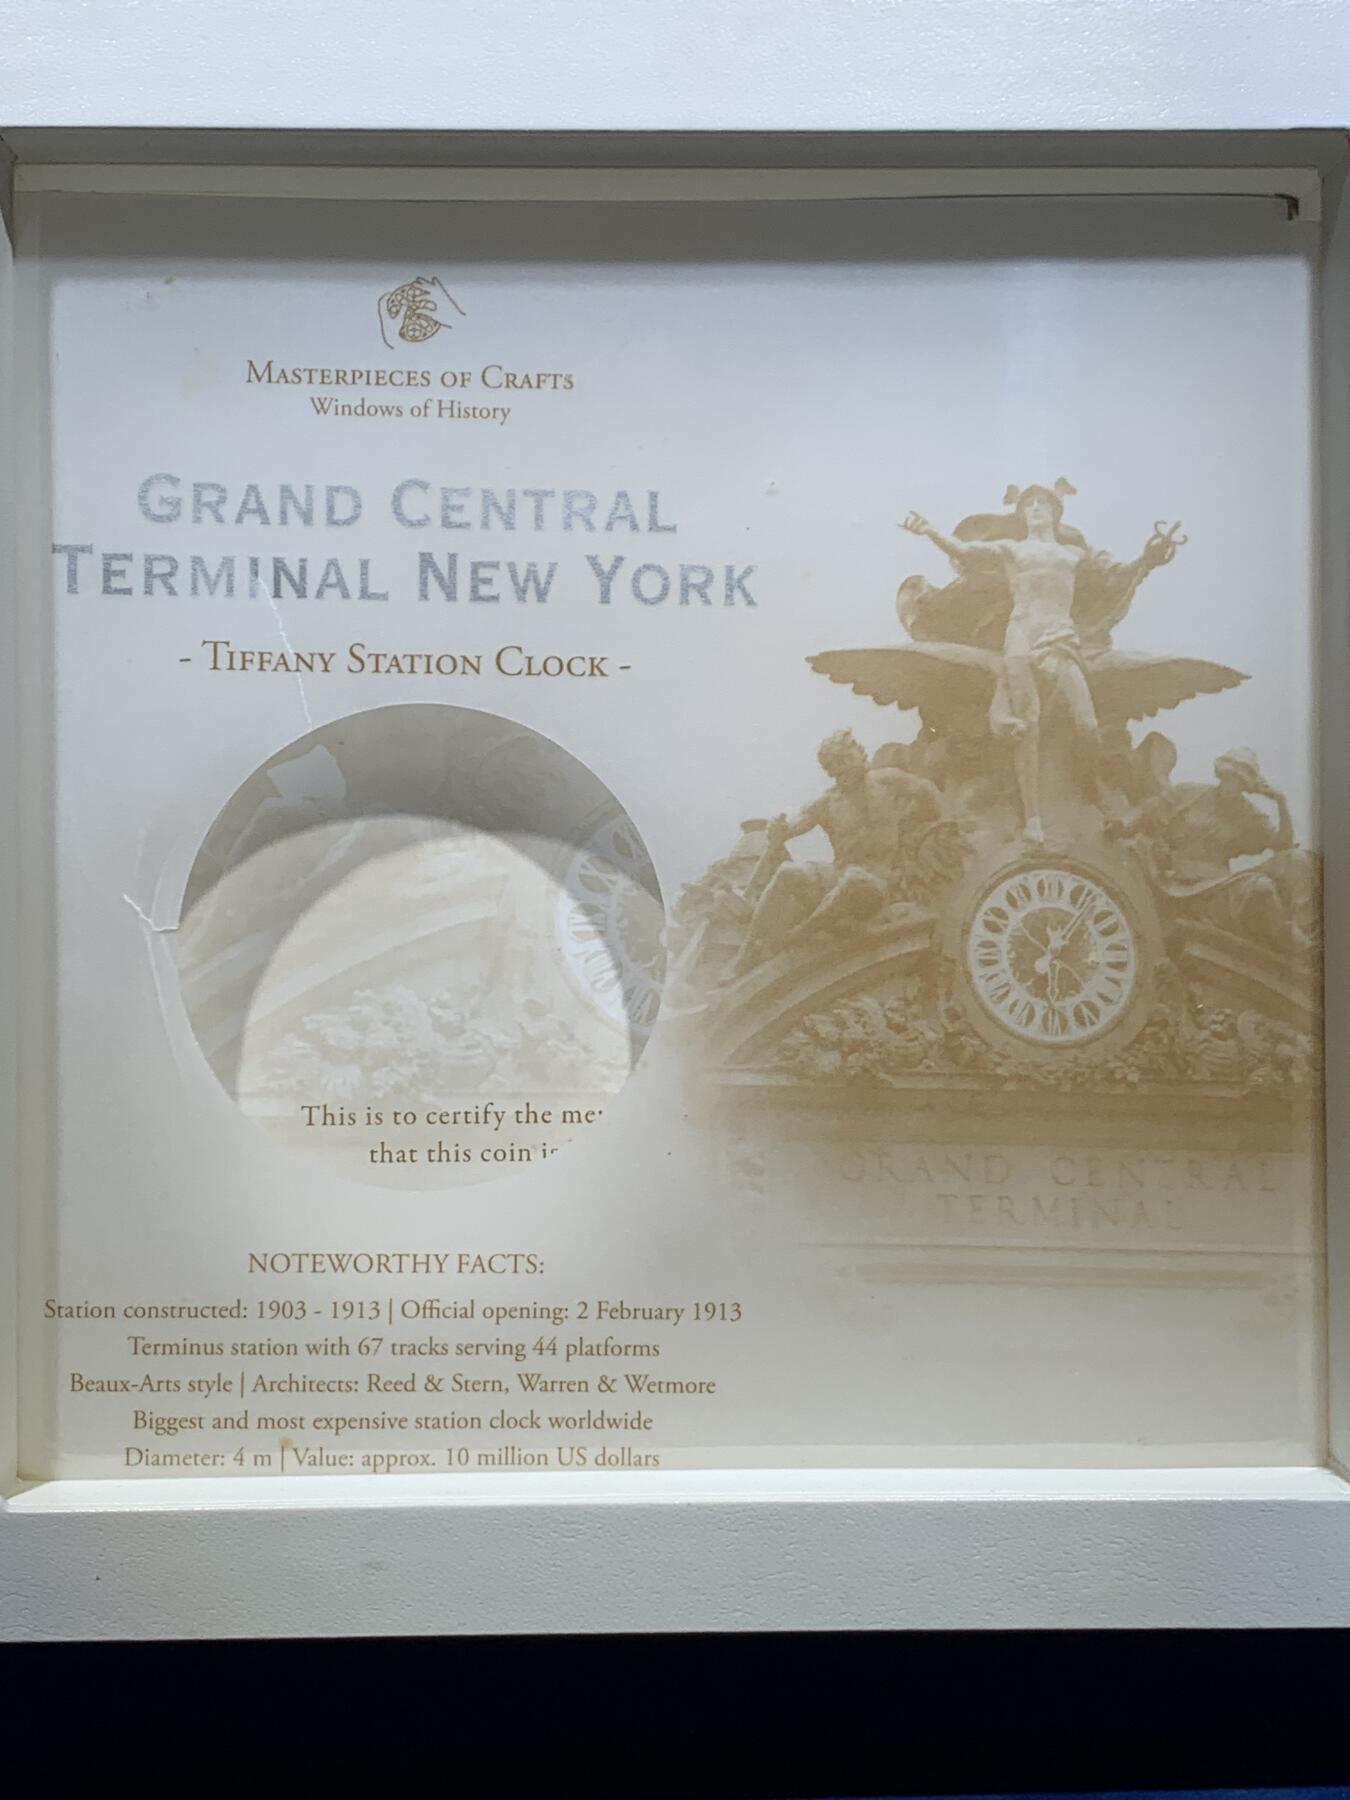 MASTERPIECES OF CRAFTS
Windows of History
GRAND CENTRAL
TERMINAL NEW YORK
- TIFFANY STATION CLOCK -
This is to certify the
that this coin
GRAND CENTRAL
TERMINAL
NOTEWORTHY FACTS:
Station constructed: 1903 - 1913 | Official opening: 2 February 1913
Terminus station with 67 tracks serving 44 platforms
Beaux-Arts style | Architects: Reed & Stern, Warren & Wetmore
Biggest and most expensive station clock worldwide
Diameter: 4 m | Value: approx. 10 million US dollars